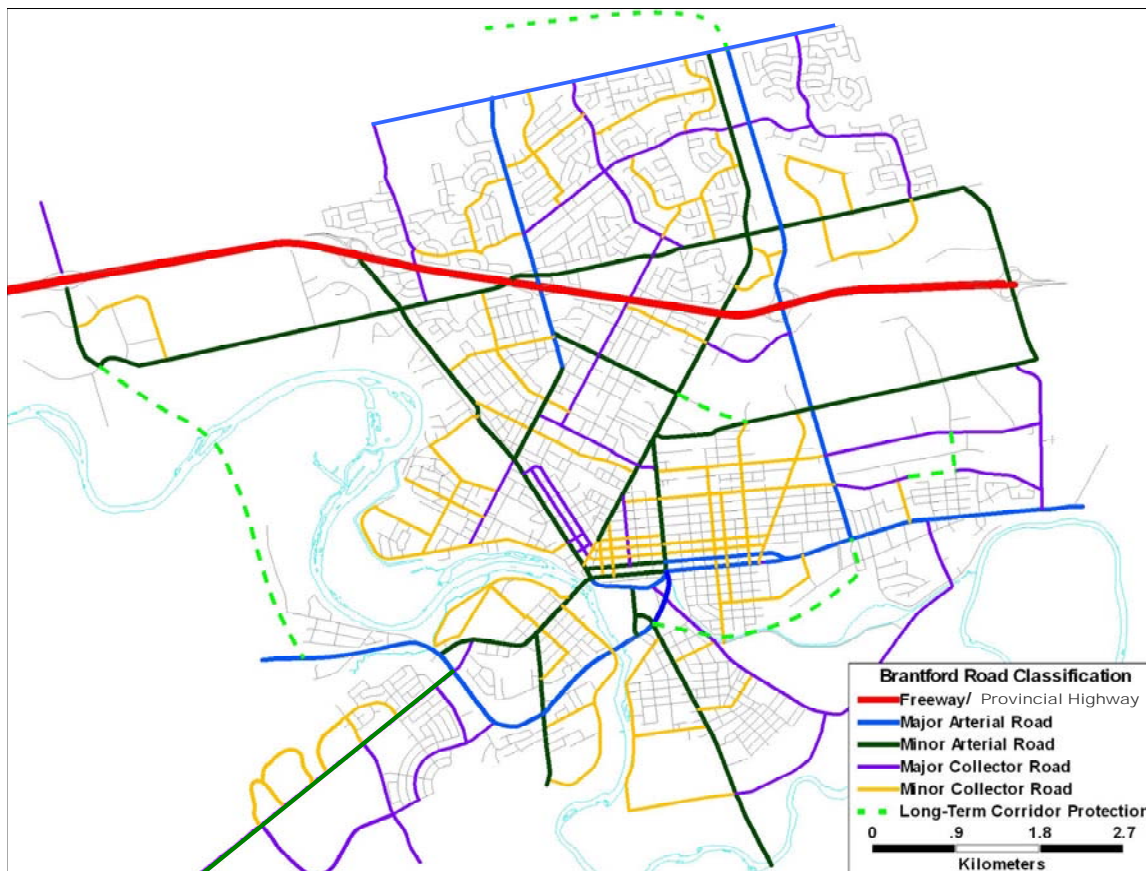 Brantford Road Classification
Freeway/ Provincial Highway
Major Arterial Road
Minor Arterial Road
Major Collector Road
Minor Collector Road
Long-Term Corridor Protection
0 .9 1.8 2.7
Kilometers